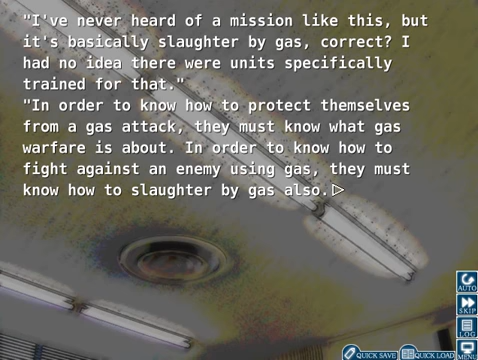 "I've never heard of a mission like this, but
it's basically slaughter by gas, correct? I
had no idea there were units specifically
trained for that."
"In order to know how to protect themselves
from a gas attack, they must know what gas
warfare is about. In order to know how to
fight against an enemy using gas, they must
know how to slaughter by gas also.
AUTO
SKIP
LOG
MENU
QUICK SAVE
QUICK LOAD